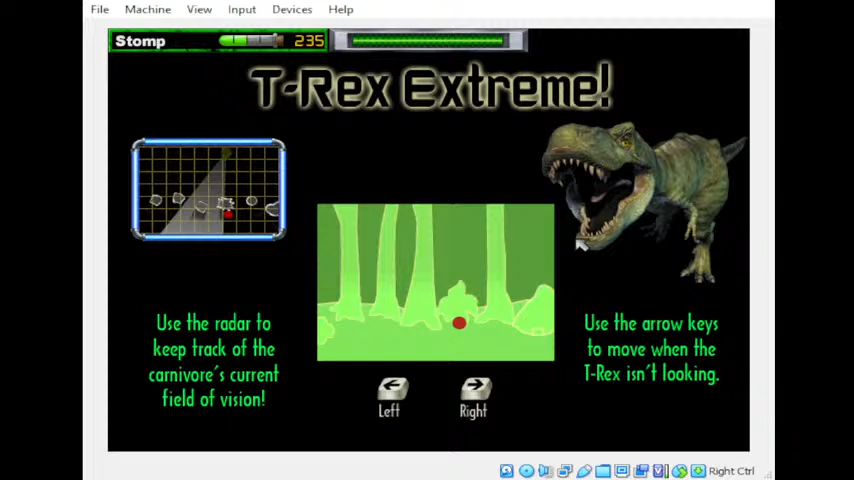 File Machine View Input Devices Help
Stomp 235
T-Rex Extreme!
Use the radar to
keep track of the
carnivore's current
field of vision!
Left
Right
Use the arrow keys
to move when the
T-Rex isn't looking.
Right Ctrl